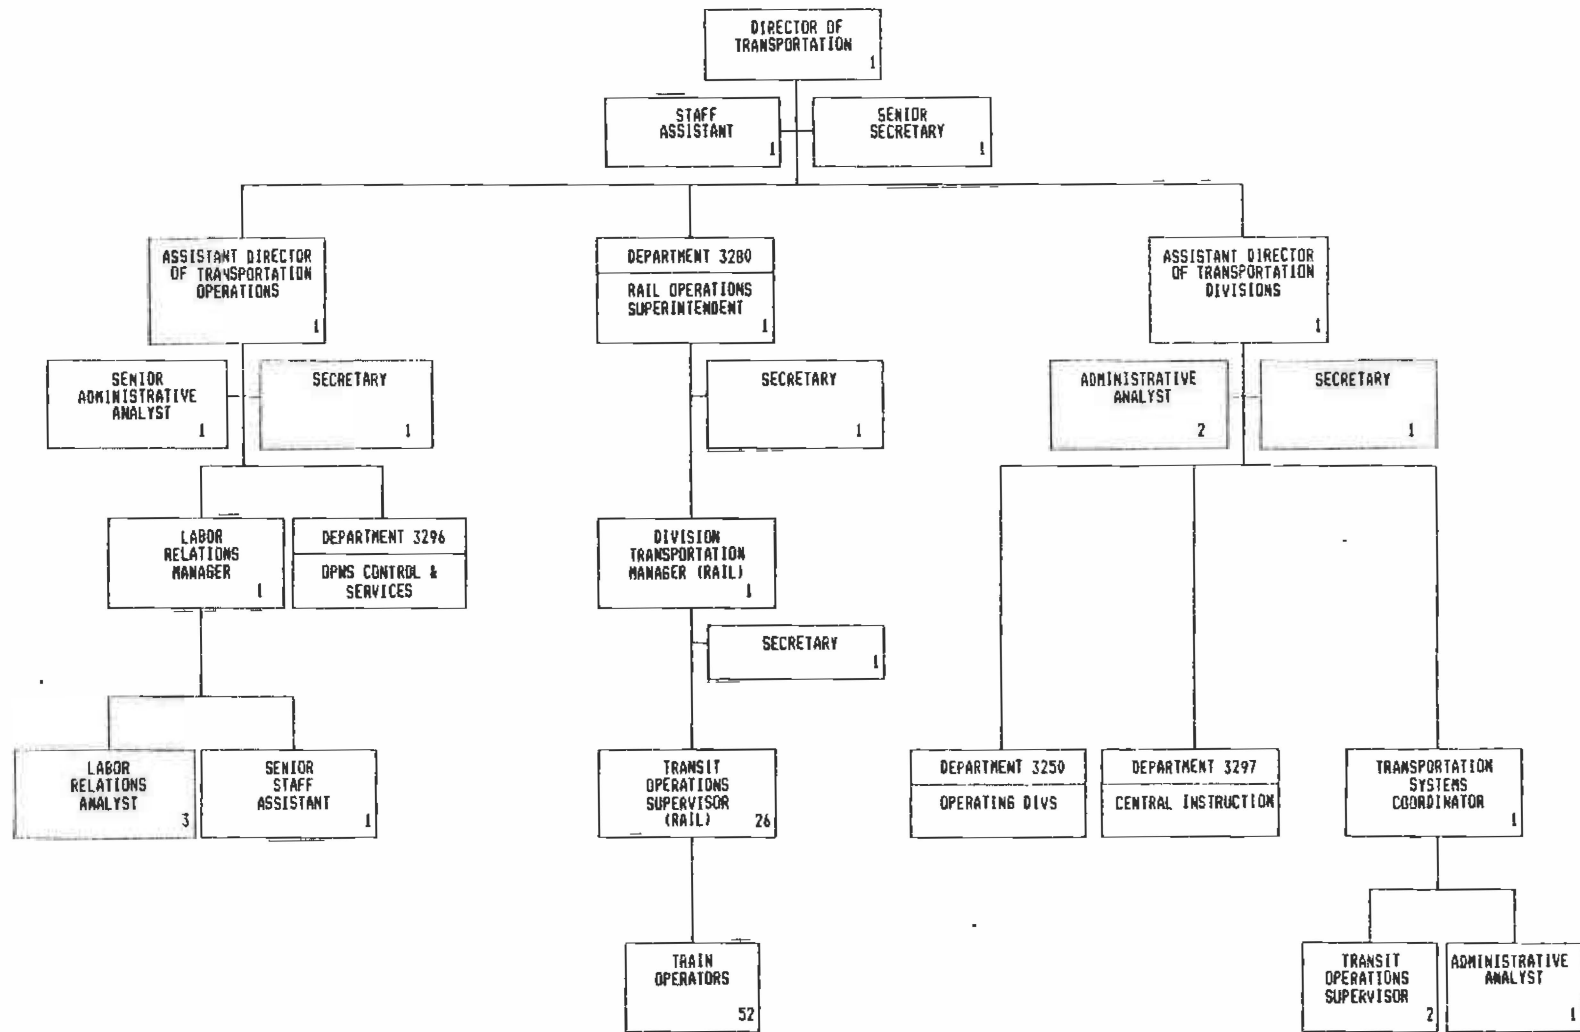 DIRECTOR OF
TRANSPORTATION
1
STAFF
ASSISTANT
1
SENIOR
SECRETARY
1
ASSISTANT DIRECTOR
OF TRANSPORTATION
OPERATIONS
1
DEPARTMENT 3280
RAIL OPERATIONS
SUPERINTENDENT
1
ASSISTANT DIRECTOR
OF TRANSPORTATION
DIVISIONS
1
SENIOR
ADMINISTRATIVE
ANALYST
1
SECRETARY
1
SECRETARY
1
ADMINISTRATIVE
ANALYST
2
SECRETARY
1
LABOR
RELATIONS
MANAGER
1
DEPARTMENT 3296
OPNS CONTROL &
SERVICES
DIVISION
TRANSPORTATION
MANAGER (RAIL)
1
SECRETARY
1
LABOR
RELATIONS
ANALYST
3
SENIOR
STAFF
ASSISTANT
1
TRANSIT
OPERATIONS
SUPERVISOR
(RAIL)
26
DEPARTMENT 3250
OPERATING DIVS
DEPARTMENT 3297
CENTRAL INSTRUCTION
TRANSPORTATION
SYSTEMS
COORDINATOR
1
TRAIN
OPERATORS
52
TRANSIT
OPERATIONS
SUPERVISOR
2
ADMINISTRATIVE
ANALYST
1